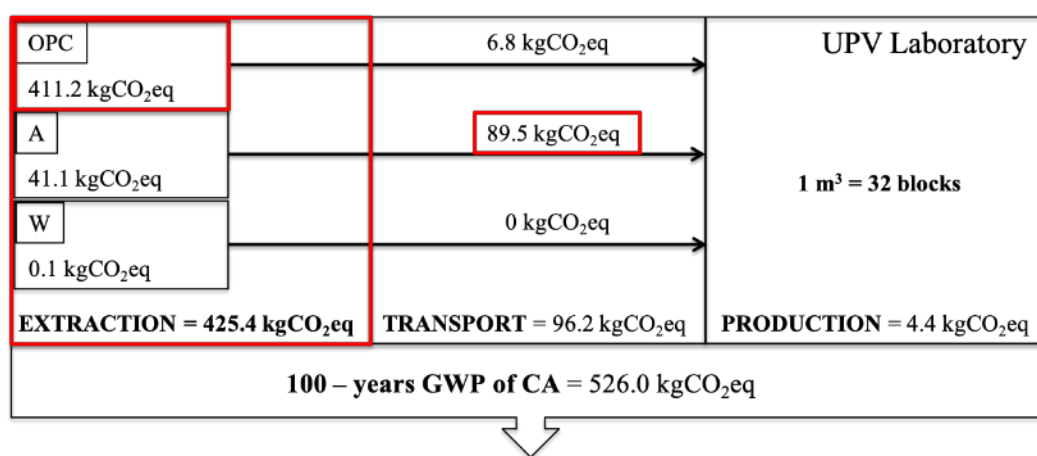 OPC
411.2 kgCO₂eq
6.8 kgCO₂eq
UPV Laboratory
A
41.1 kgCO₂eq
89.5 kgCO₂eq
1 m³ = 32 blocks
W
0.1 kgCO₂eq
0 kgCO₂eq
EXTRACTION = 425.4 kgCO₂eq
TRANSPORT = 96.2 kgCO₂eq
PRODUCTION = 4.4 kgCO₂eq
100 – years GWP of CA = 526.0 kgCO₂eq